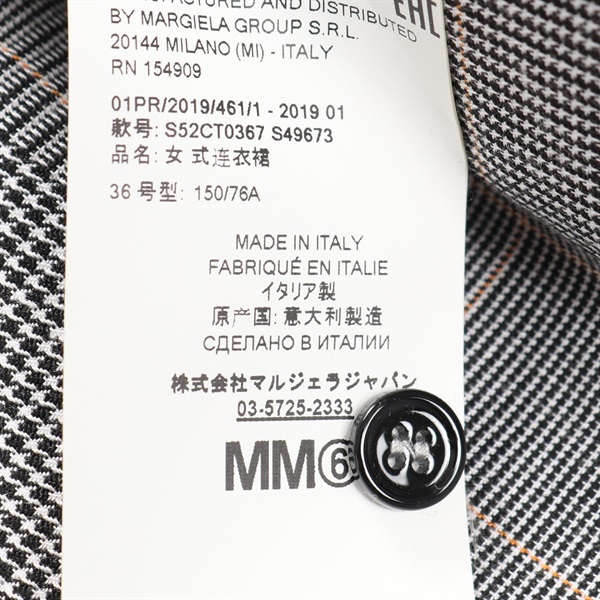 AND DISTRIBUTED
BY MARGIELA GROUP S.R.L.
20144 MILANO (MI) - ITALY
RN 154909
EAC
01PR/2019/461/1 - 2019 01
款号: S52CT0367 S49673
品名: 女 式连衣裙
36 号型: 150/76A
MADE IN ITALY
FABRIQUÉ EN ITALIE
イタリア製
原产国: 意大利製造
СДЕЛАНО В ИТАЛИИ
株式会社マルジェラジャパン
03-5725-2333
MM⑥